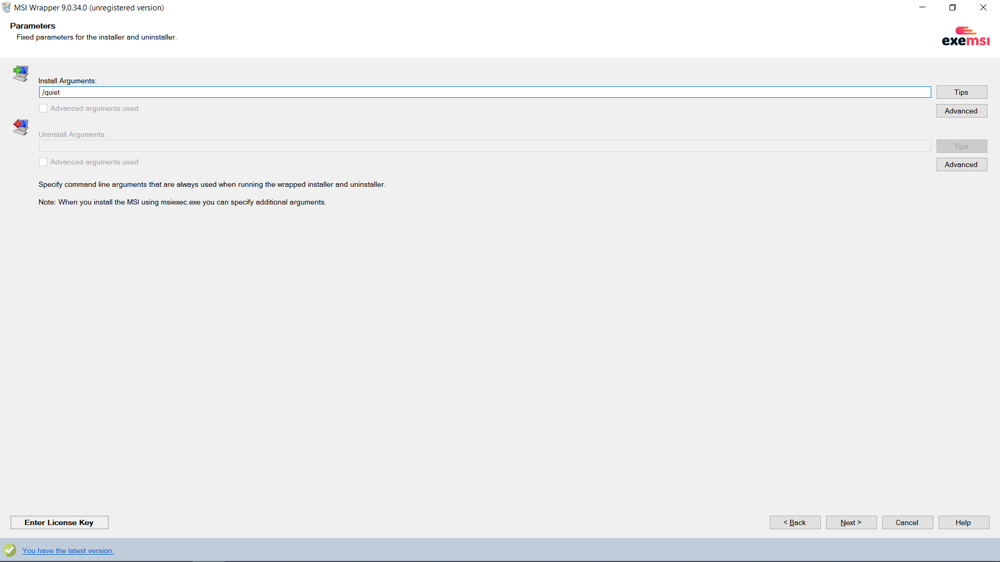 MSI Wrapper 9.0.34.0 (unregistered version)
Parameters
Fixed parameters for the installer and uninstaller.
exemsi
Install Arguments:
/quiet
Tips
Advanced arguments used
Advanced
Uninstall Arguments:
Tips
Advanced arguments used
Advanced
Specify command line arguments that are always used when running the wrapped installer and uninstaller.
Note: When you install the MSI using msiexec.exe you can specify additional arguments.
Enter License Key
< Back
Next >
Cancel
Help
You have the latest version.